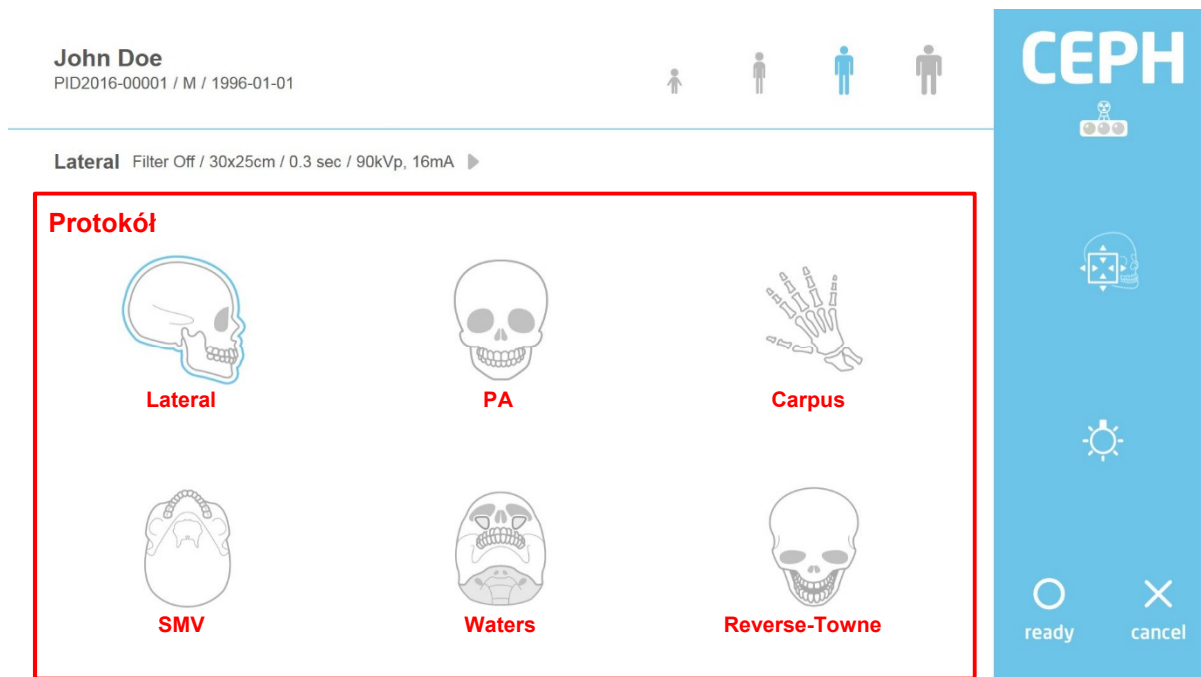 John Doe
PID2016-00001 / M / 1996-01-01
CEPH
Lateral Filter Off / 30x25cm / 0.3 sec / 90kVp, 16mA
Protokół
Lateral
PA
Carpus
SMV
Waters
Reverse-Towne
ready
cancel